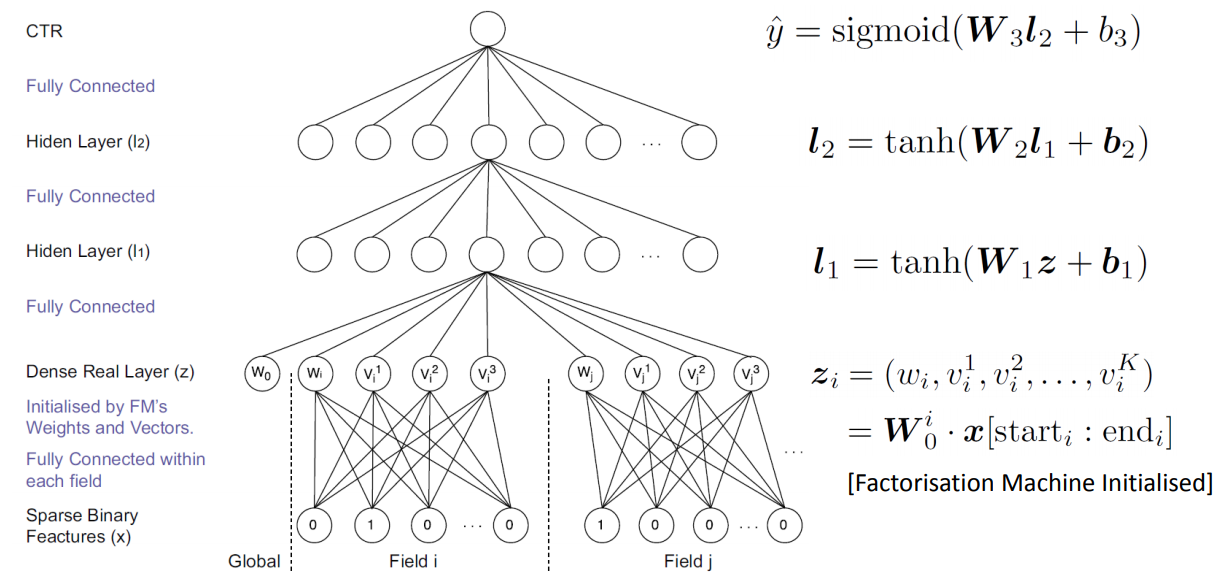 CTR
ŷ = sigmoid(W₃l₂ + b₃)
Fully Connected
Hiden Layer (l₂)
...
l₂ = tanh(W₂l₁ + b₂)
Fully Connected
Hiden Layer (l₁)
...
l₁ = tanh(W₁z + b₁)
Fully Connected
Dense Real Layer (z)
W₀ Wᵢ Vᵢ¹ Vᵢ² Vᵢ³ Wⱼ Vⱼ¹ Vⱼ² Vⱼ³
zᵢ = (wᵢ, vᵢ¹, vᵢ², . . . , vᵢᴷ)
Initialised by FM's
Weights and Vectors.
= W₀ⁱ · x[startᵢ : endᵢ]
...
Fully Connected within
each field
[Factorisation Machine Initialised]
Sparse Binary
Feactures (x)
0 1 0 ... 0 1 0 0 ... 0
Global Field i Field j